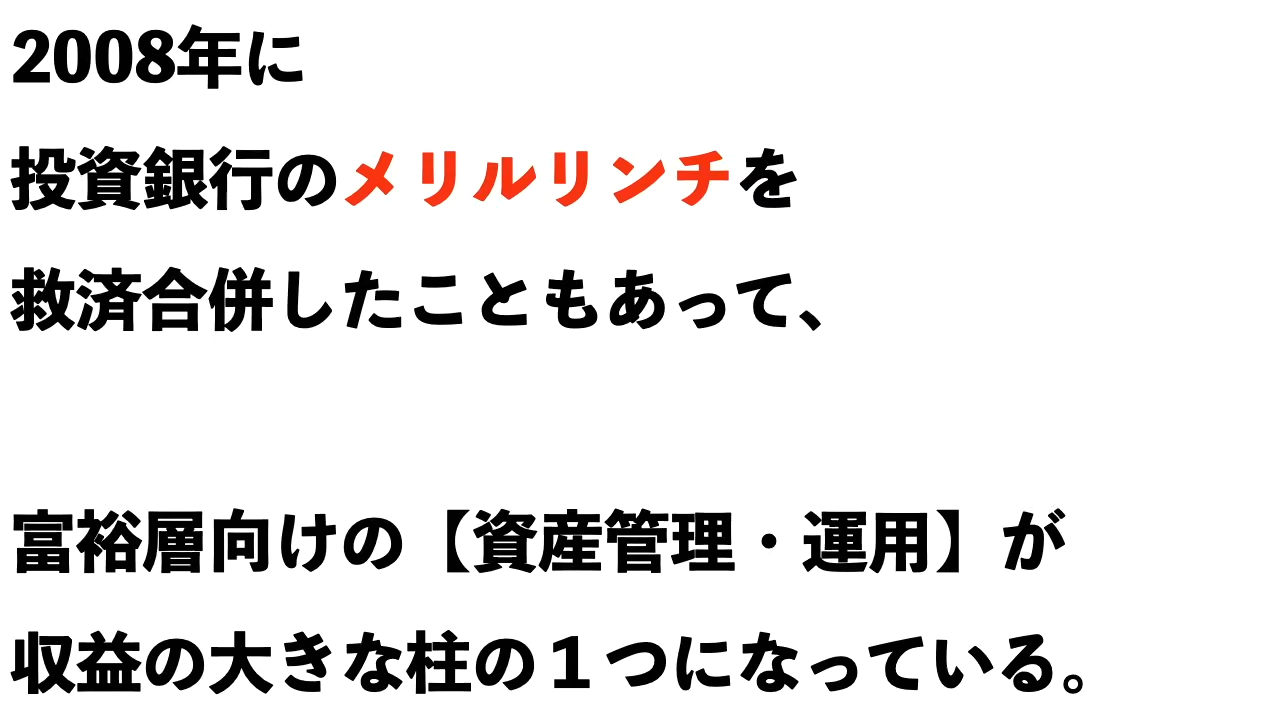 2008年に
投資銀行のメリルリンチを
救済合併したこともあって、
富裕層向けの【資産管理・運用】が
収益の大きな柱の１つになっている。